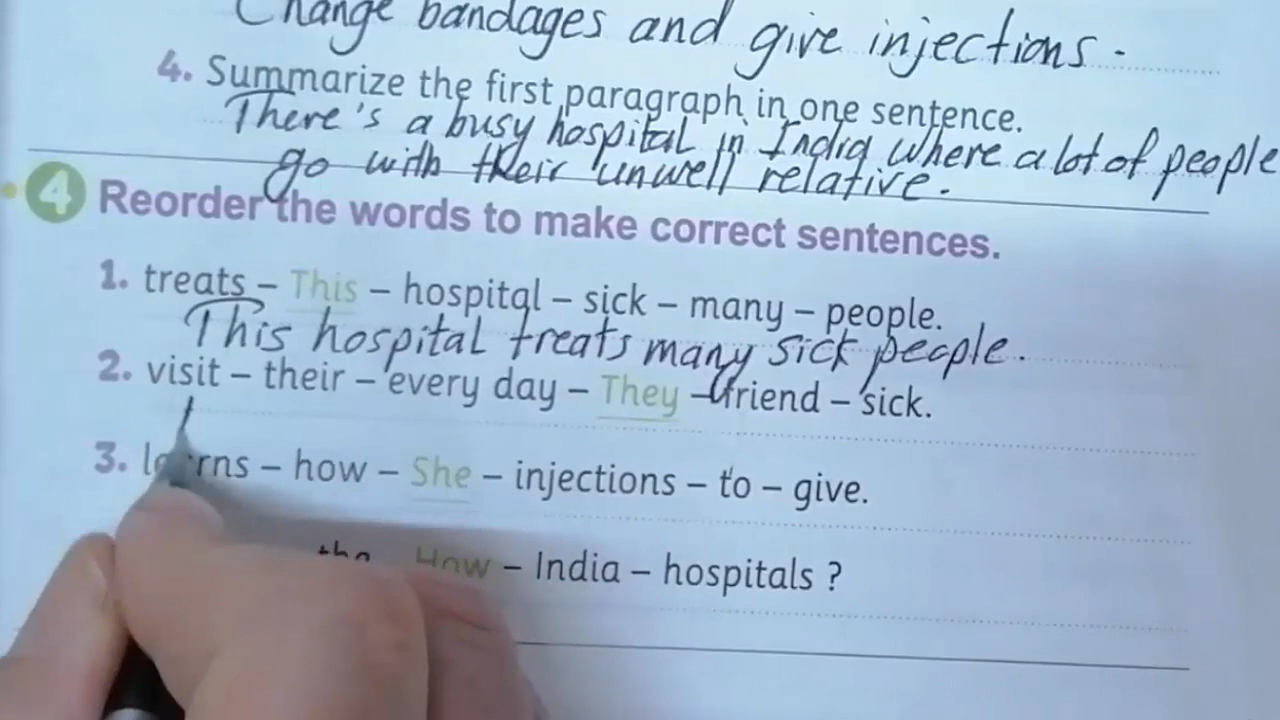 Change bandages and give injections.
4. Summarize the first paragraph in one sentence.
There's a busy hospital in India where a lot of people
go with their unwell relative.
4 Reorder the words to make correct sentences.
1. treats – This – hospital – sick – many – people.
This hospital treats many sick people.
2. visit – their – every day – They – friend – sick.
3. learns – how – She – injections – to – give.
the How – India – hospitals ?